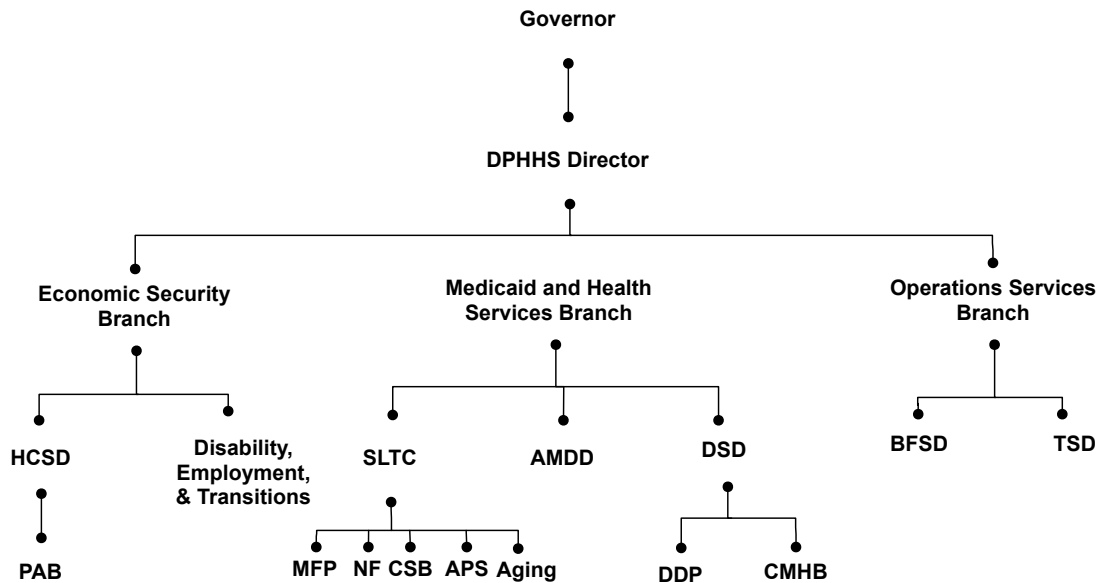 Governor
DPHHS Director
Economic Security
Branch
Medicaid and Health
Services Branch
Operations Services
Branch
HCSD
Disability,
Employment,
& Transitions
SLTC
AMDD
DSD
BFSD
TSD
PAB
MFP
NF
CSB
APS
Aging
DDP
CMHB